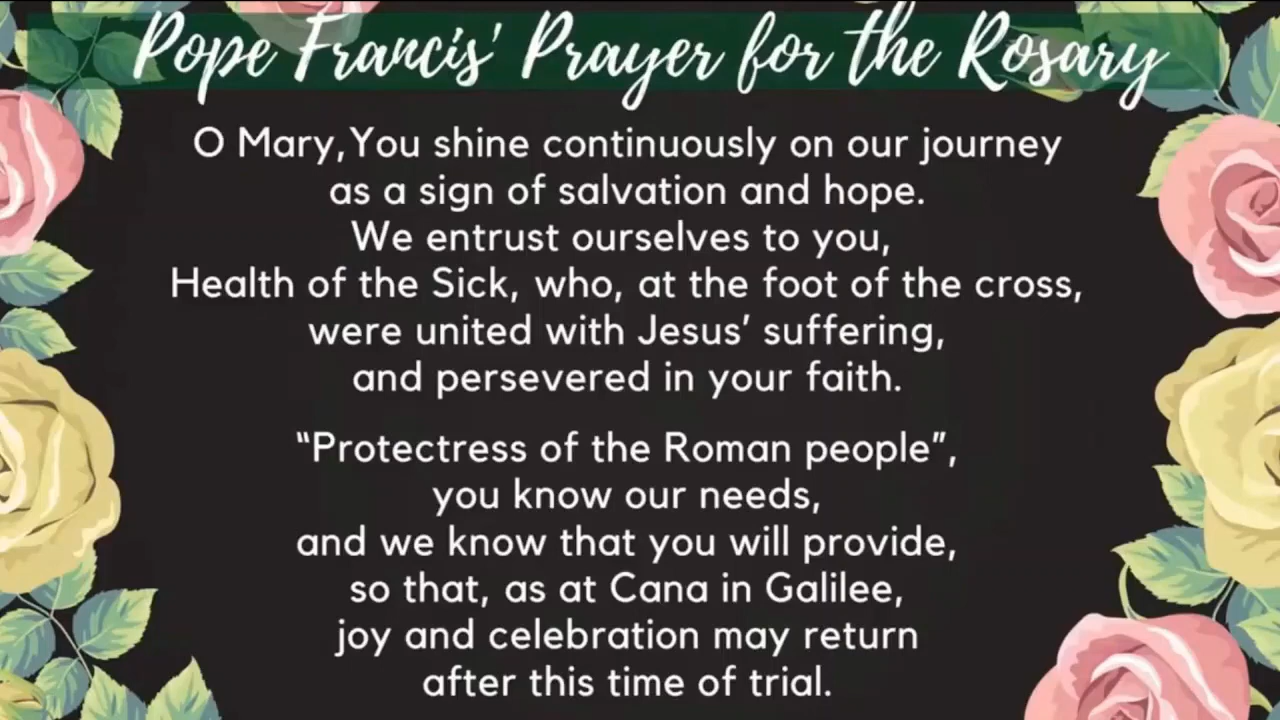 Pope Francis' Prayer for the Rosary
O Mary,You shine continuously on our journey
as a sign of salvation and hope.
We entrust ourselves to you,
Health of the Sick, who, at the foot of the cross,
were united with Jesus’ suffering,
and persevered in your faith.
“Protectress of the Roman people”,
you know our needs,
and we know that you will provide,
so that, as at Cana in Galilee,
joy and celebration may return
after this time of trial.